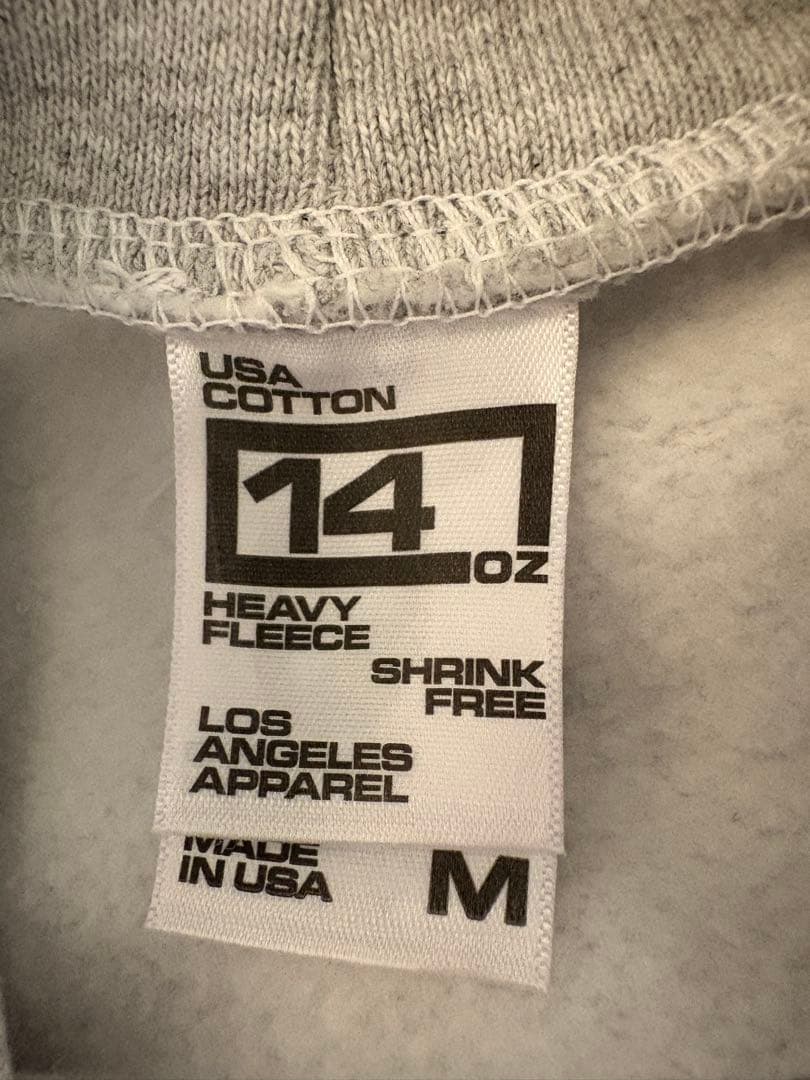 USA
COTTON
14
OZ
HEAVY
FLEECE
SHRINK
FREE
LOS
ANGELES
APPAREL
MADE
IN USA
M